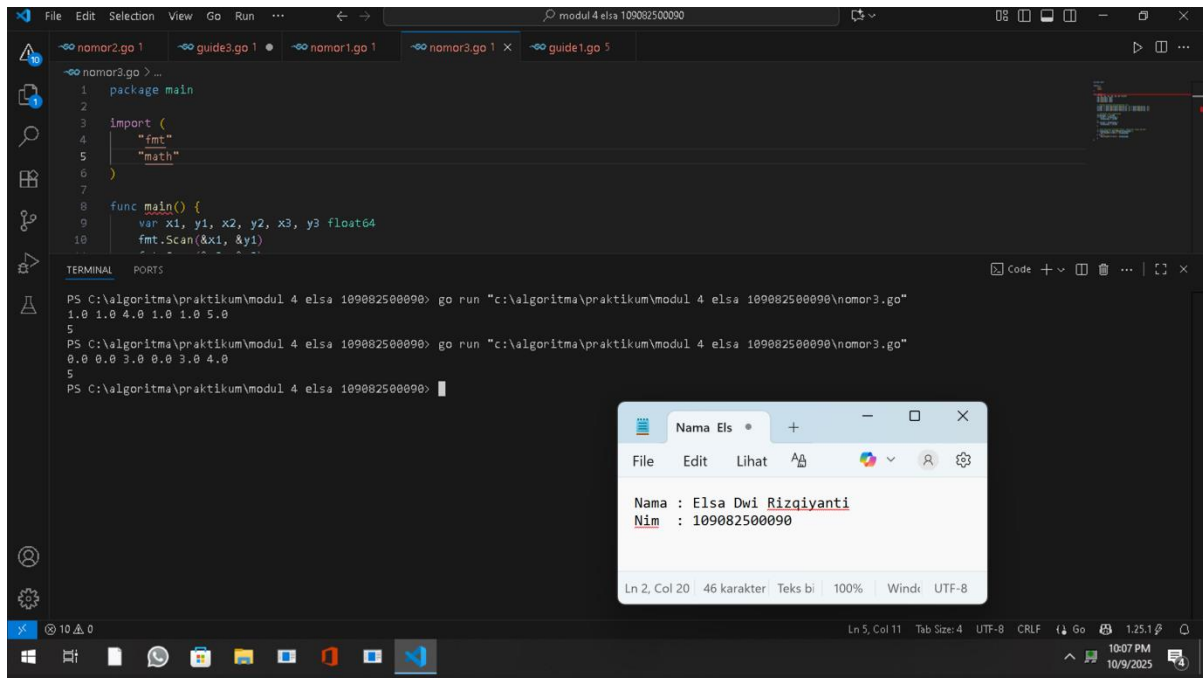 File Edit Selection View Go Run ... modul 4 elsa 109082500090
10 nomor2.go 1 guide3.go 1 nomor1.go 1 nomor3.go 1 guide1.go 5
nomor3.go > ...
1 package main
1 2
3 import (
4 "fmt"
5 "math"
6 )
7
8 func main() {
9 var x1, y1, x2, y2, x3, y3 float64
10 fmt.Scan(&x1, &y1)
TERMINAL PORTS Code
PS C:\algoritma\praktikum\modul 4 elsa 109082500090> go run "c:\algoritma\praktikum\modul 4 elsa 109082500090\nomor3.go"
1.0 1.0 4.0 1.0 1.0 5.0
5
PS C:\algoritma\praktikum\modul 4 elsa 109082500090> go run "c:\algoritma\praktikum\modul 4 elsa 109082500090\nomor3.go"
0.0 0.0 3.0 0.0 3.0 4.0
5
PS C:\algoritma\praktikum\modul 4 elsa 109082500090>
Nama Els
File Edit Lihat
Nama : Elsa Dwi Rizqiyanti
Nim : 109082500090
Ln 2, Col 20 46 karakter Teks bi 100% Windo UTF-8
10 0 Ln 5, Col 11 Tab Size: 4 UTF-8 CRLF Go 1.25.1
10:07 PM
10/9/2025 4